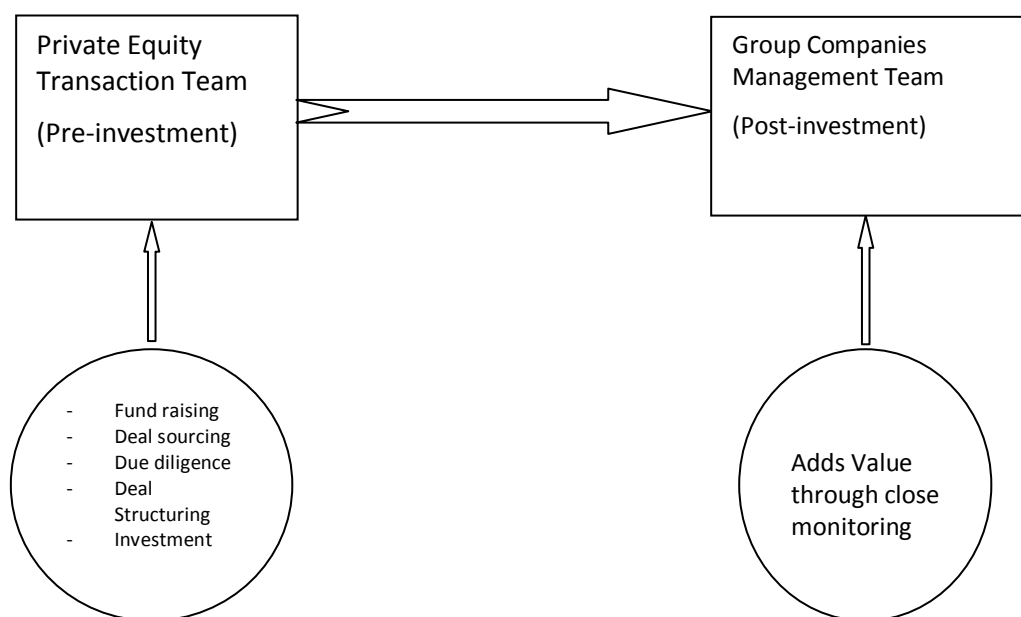 Private Equity
Transaction Team
(Pre-investment)
Group Companies
Management Team
(Post-investment)
- Fund raising
- Deal sourcing
- Due diligence
- Deal
Structuring
- Investment
Adds Value
through close
monitoring